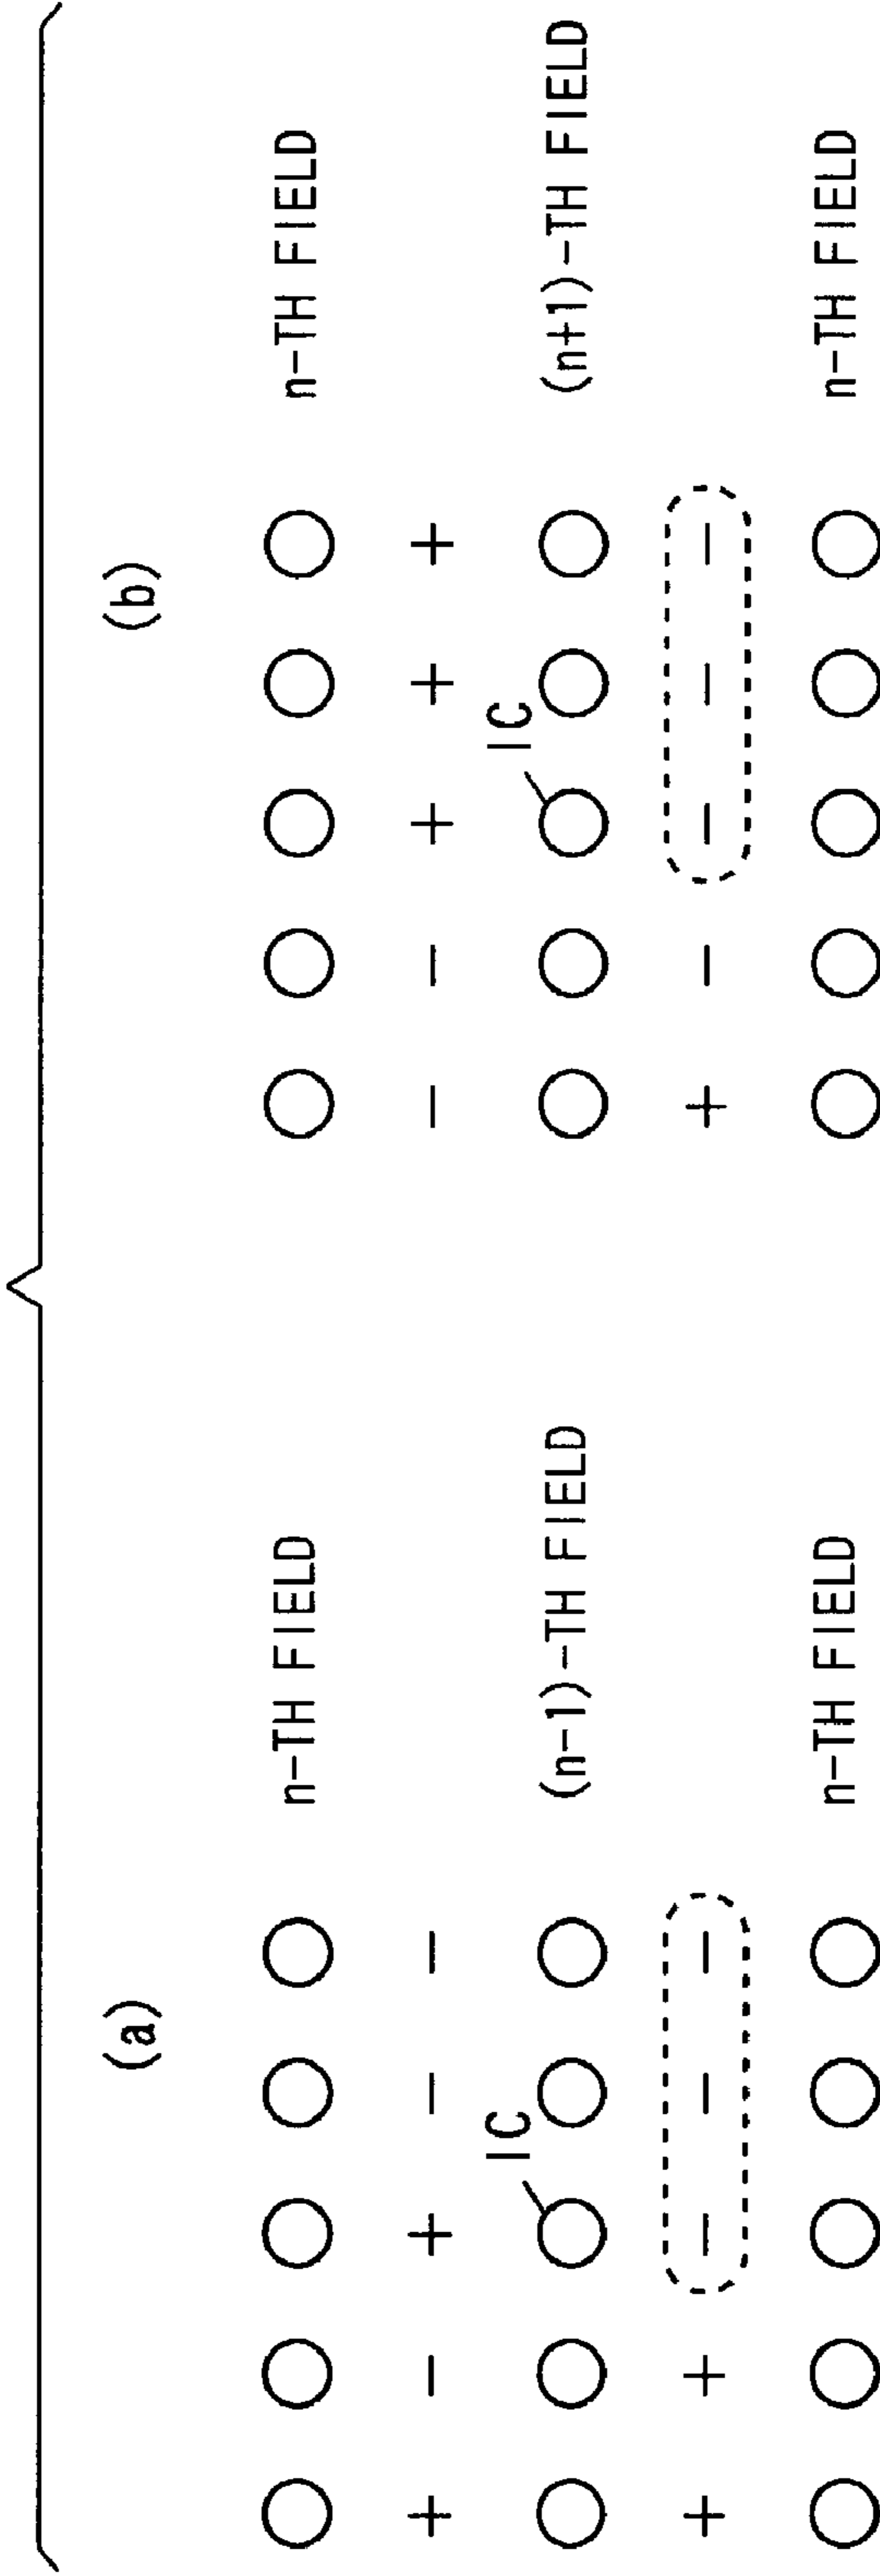 (a)
n-TH FIELD
+ − + − −
IC
(n-1)-TH FIELD
+ + − − −
n-TH FIELD
(b)
n-TH FIELD
− − + + +
IC
(n+1)-TH FIELD
+ − − − −
n-TH FIELD